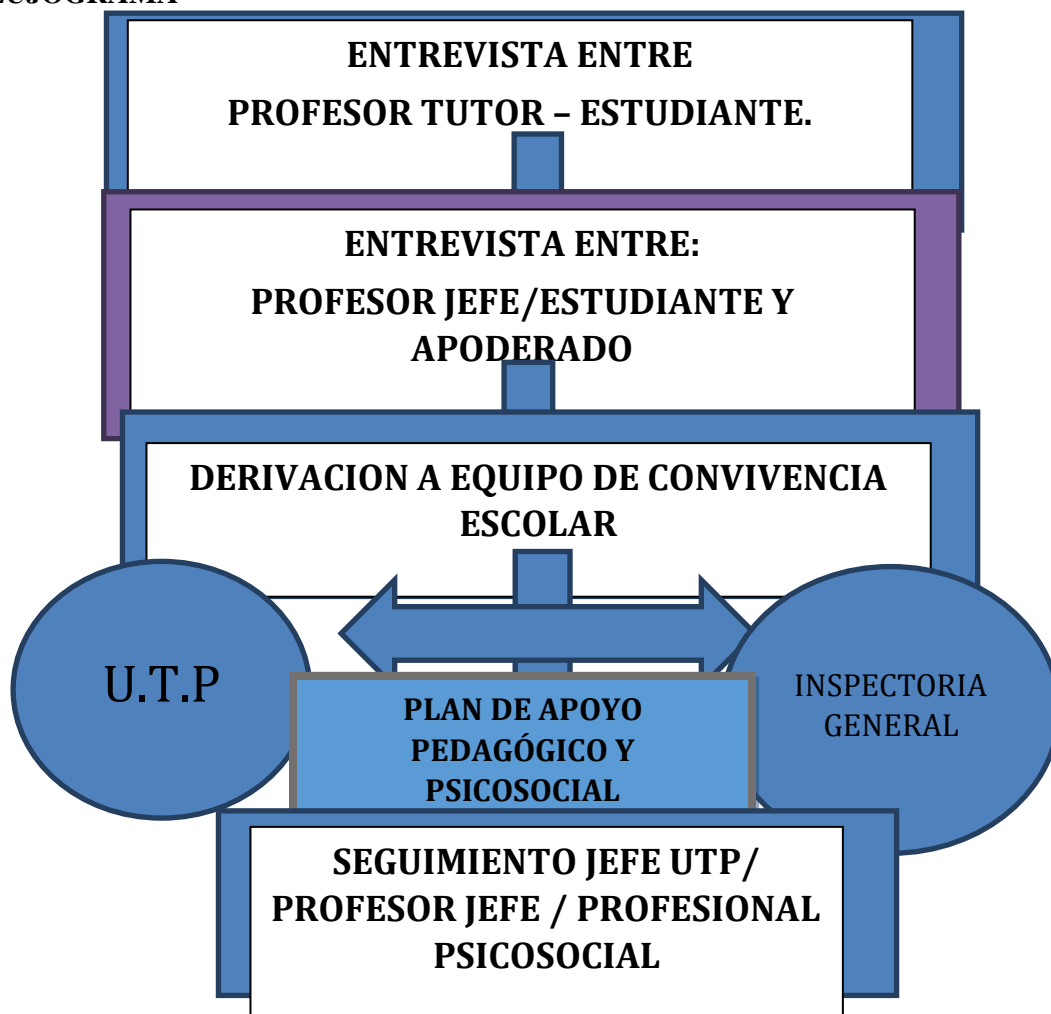 ENTREVISTA ENTRE
PROFESOR TUTOR – ESTUDIANTE.
ENTREVISTA ENTRE:
PROFESOR JEFE/ESTUDIANTE Y
APODERADO
DERIVACION A EQUIPO DE CONVIVENCIA
ESCOLAR
U.T.P
INSPECTORIA
GENERAL
PLAN DE APOYO
PEDAGÓGICO Y
PSICOSOCIAL
SEGUIMIENTO JEFE UTP/
PROFESOR JEFE / PROFESIONAL
PSICOSOCIAL